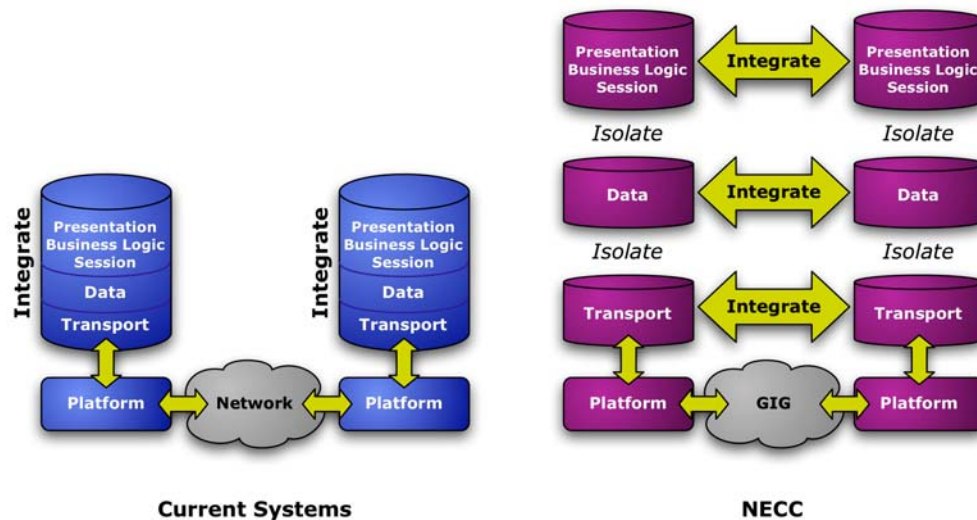 Integrate
Presentation
Business Logic
Session
Data
Transport
Platform
Network
Integrate
Presentation
Business Logic
Session
Data
Transport
Platform
Current Systems
Presentation
Business Logic
Session
Integrate
Presentation
Business Logic
Session
Isolate
Isolate
Data
Integrate
Data
Isolate
Isolate
Transport
Integrate
Transport
Platform
GIG
Platform
NECC